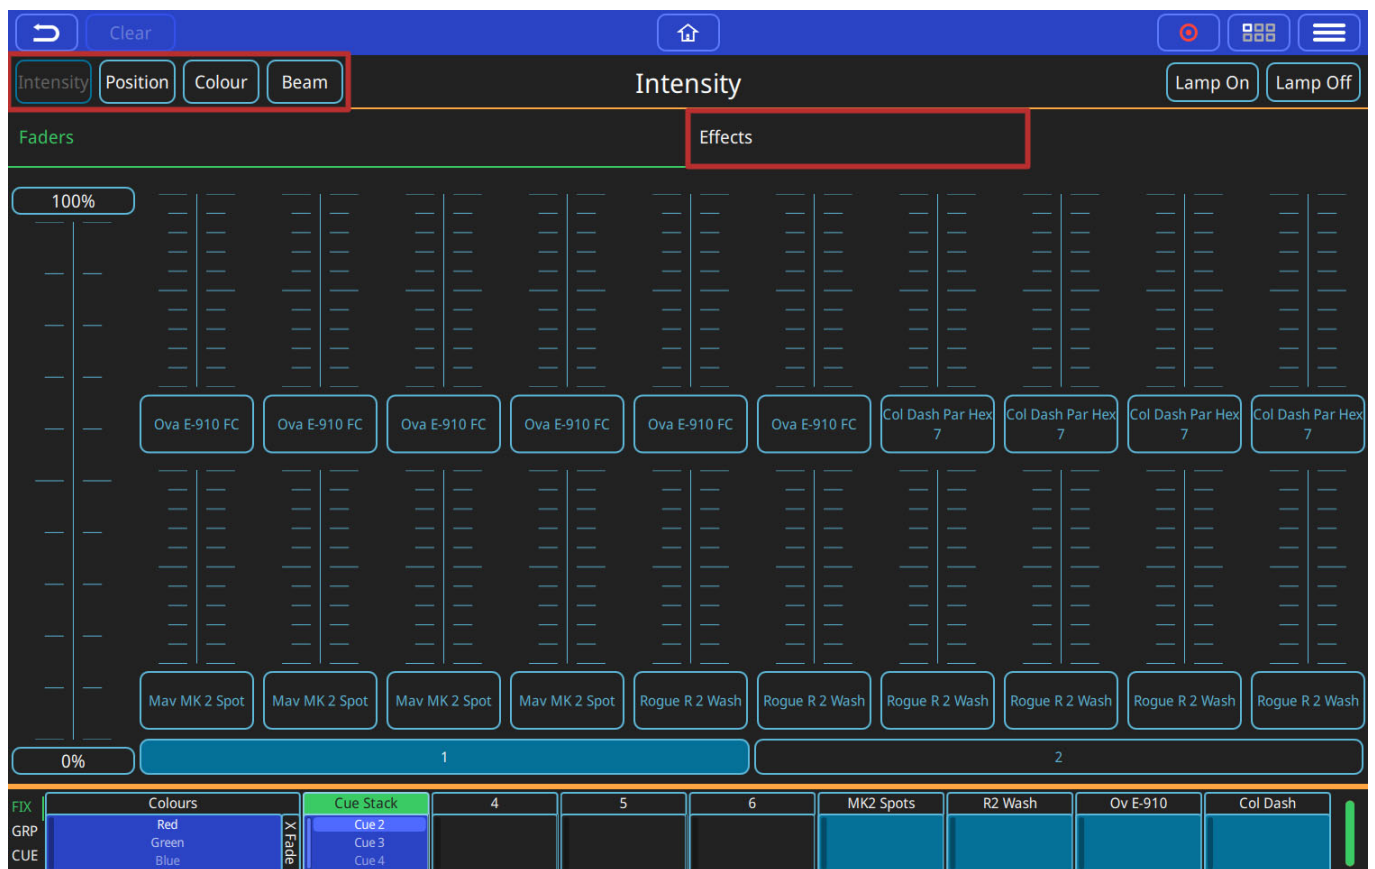 Clear
Intensity Position Colour Beam Intensity Lamp On Lamp Off
Faders Effects
100%
Ova E-910 FC Ova E-910 FC Ova E-910 FC Ova E-910 FC Ova E-910 FC Ova E-910 FC Col Dash Par Hex 7 Col Dash Par Hex 7 Col Dash Par Hex 7 Col Dash Par Hex 7
Mav MK 2 Spot Mav MK 2 Spot Mav MK 2 Spot Mav MK 2 Spot Rogue R 2 Wash Rogue R 2 Wash Rogue R 2 Wash Rogue R 2 Wash Rogue R 2 Wash Rogue R 2 Wash
0% 1 2
FIX Colours Cue Stack 4 5 6 MK2 Spots R2 Wash Ov E-910 Col Dash
GRP Red X Fade Cue 2
Green Cue 3
CUE Blue Cue 4